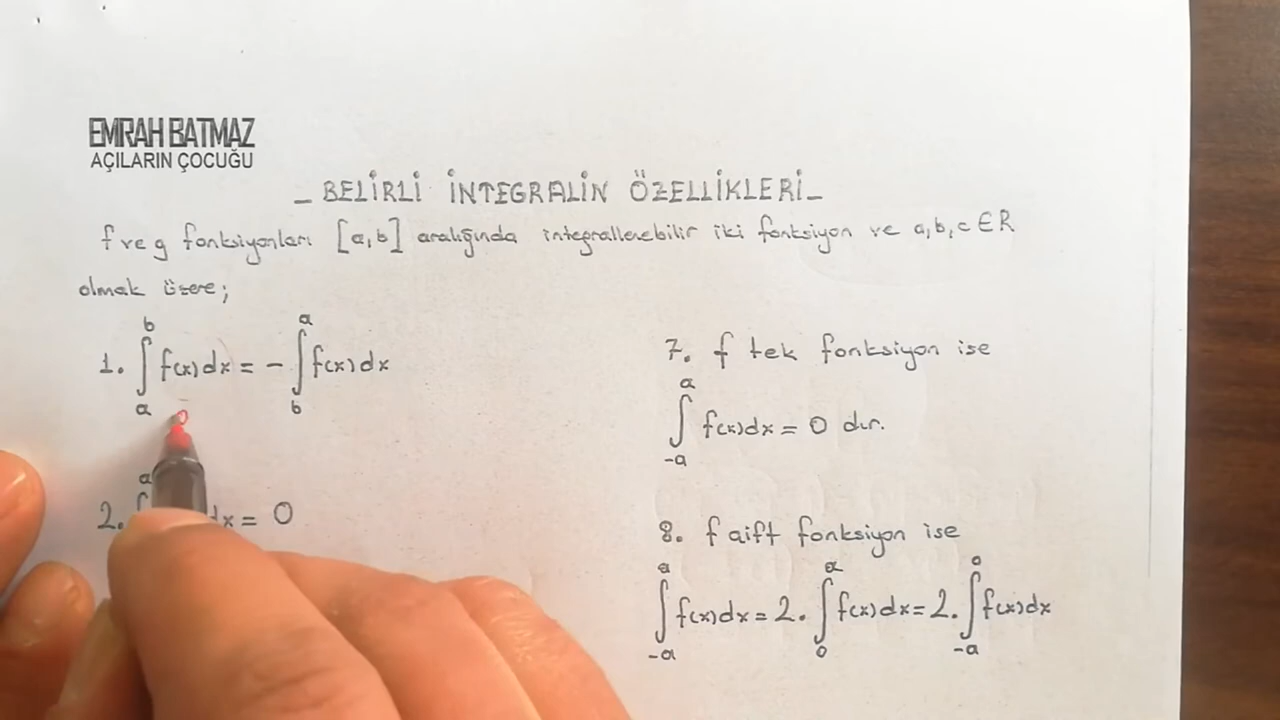 EMRAH BATMAZ
AÇILARIN ÇOCUĞU
_ BELİRLİ İNTEGRALİN ÖZELLİKLERİ _
f ve g fonksiyonları [a,b] aralığında integrallenebilir iki fonksiyon ve a,b,c ∈ R
olmak üzere;
1. ∫_a^b f(x)dx = - ∫_b^a f(x)dx
2. ∫^a dx = 0
7. f tek fonksiyon ise
∫_{-a}^a f(x)dx = 0 dır.
8. f çift fonksiyon ise
∫_{-a}^a f(x)dx = 2. ∫_0^a f(x)dx = 2. ∫_{-a}^0 f(x)dx